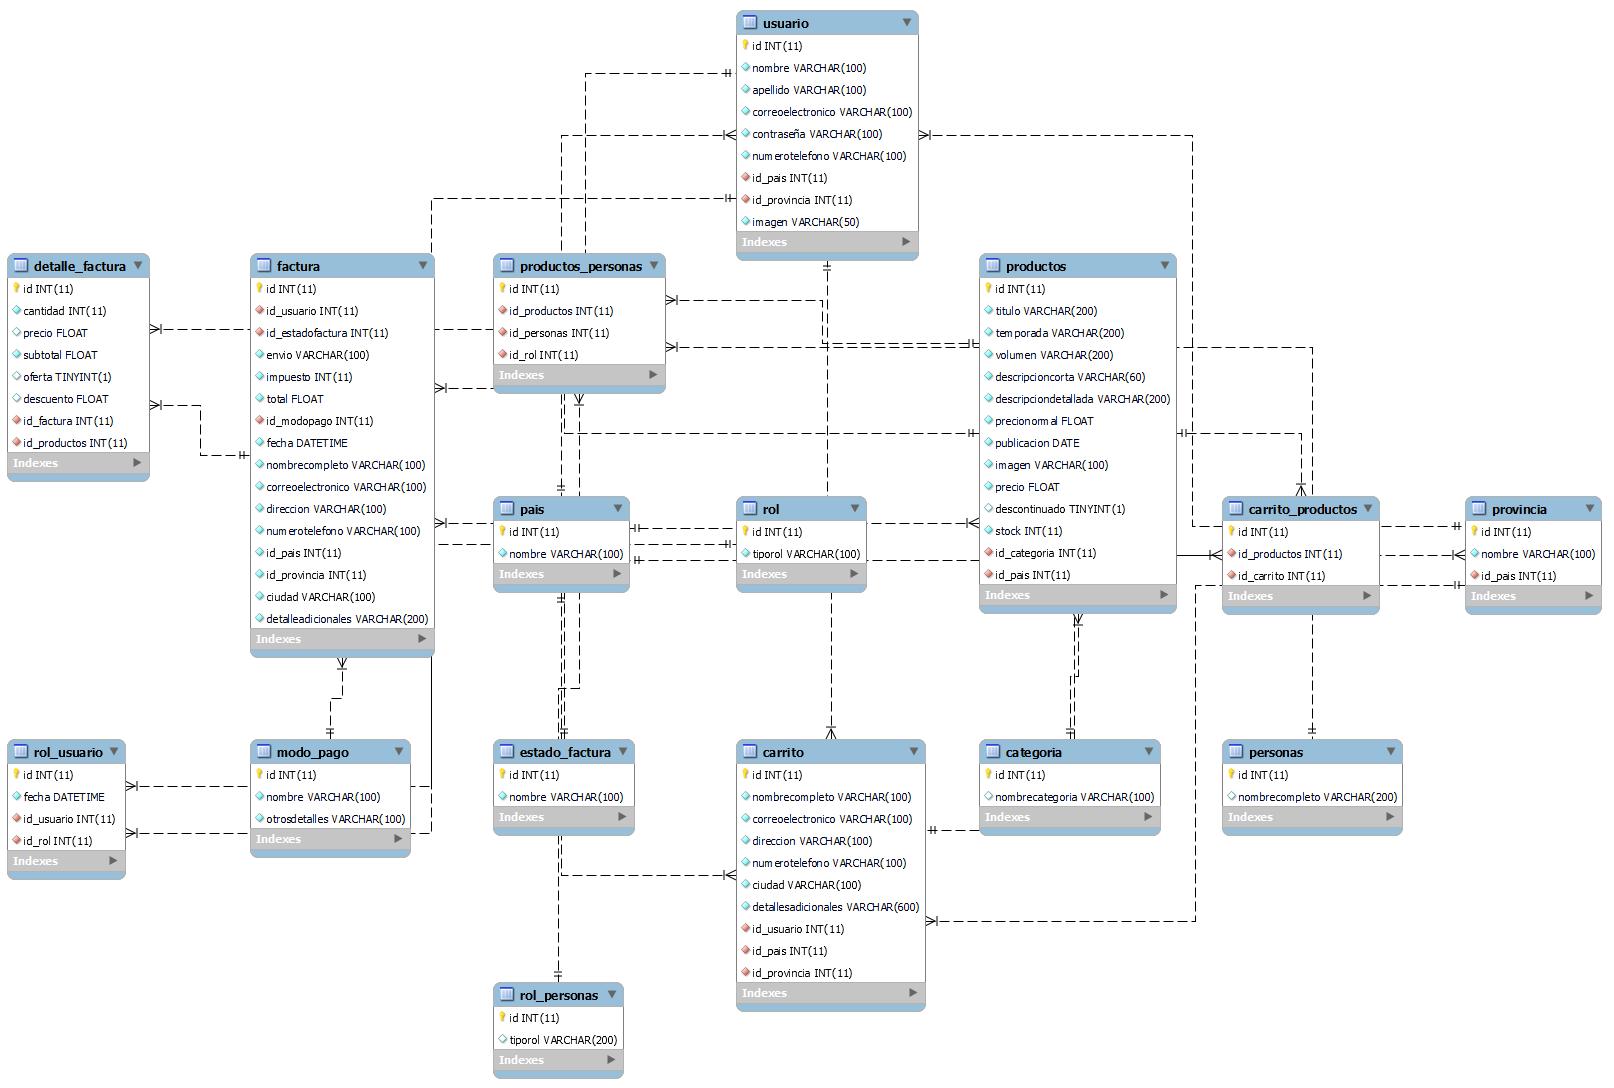 usuario
id INT(11)
nombre VARCHAR(100)
apellido VARCHAR(100)
correoelectronico VARCHAR(100)
contraseña VARCHAR(100)
numerotelefono VARCHAR(100)
id_pais INT(11)
id_provincia INT(11)
imagen VARCHAR(50)
Indexes
detalle_factura
id INT(11)
cantidad INT(11)
precio FLOAT
subtotal FLOAT
oferta TINYINT(1)
descuento FLOAT
id_factura INT(11)
id_productos INT(11)
Indexes
factura
id INT(11)
id_usuario INT(11)
id_estadofactura INT(11)
envio VARCHAR(100)
impuesto INT(11)
total FLOAT
id_modopago INT(11)
fecha DATETIME
nombrecompleto VARCHAR(100)
correoelectronico VARCHAR(100)
direccion VARCHAR(100)
numerotelefono VARCHAR(100)
id_pais INT(11)
id_provincia INT(11)
ciudad VARCHAR(100)
detalleadicionales VARCHAR(200)
Indexes
productos_personas
id INT(11)
id_productos INT(11)
id_personas INT(11)
id_rol INT(11)
Indexes
productos
id INT(11)
titulo VARCHAR(200)
temporada VARCHAR(200)
volumen VARCHAR(200)
descripcioncorta VARCHAR(60)
descripciondetallada VARCHAR(200)
precionormal FLOAT
publicacion DATE
imagen VARCHAR(100)
precio FLOAT
descontinuado TINYINT(1)
stock INT(11)
id_categoria INT(11)
id_pais INT(11)
Indexes
pais
id INT(11)
nombre VARCHAR(100)
Indexes
rol
id INT(11)
tiporol VARCHAR(100)
Indexes
carrito_productos
id INT(11)
id_productos INT(11)
id_carrito INT(11)
Indexes
provincia
id INT(11)
nombre VARCHAR(100)
id_pais INT(11)
Indexes
rol_usuario
id INT(11)
fecha DATETIME
id_usuario INT(11)
id_rol INT(11)
Indexes
modo_pago
id INT(11)
nombre VARCHAR(100)
otrosdetalles VARCHAR(100)
Indexes
estado_factura
id INT(11)
nombre VARCHAR(100)
Indexes
carrito
id INT(11)
nombrecompleto VARCHAR(100)
correoelectronico VARCHAR(100)
direccion VARCHAR(100)
numerotelefono VARCHAR(100)
ciudad VARCHAR(100)
detallesadicionales VARCHAR(600)
id_usuario INT(11)
id_pais INT(11)
id_provincia INT(11)
Indexes
categoria
id INT(11)
nombrecategoria VARCHAR(100)
Indexes
personas
id INT(11)
nombrecompleto VARCHAR(200)
Indexes
rol_personas
id INT(11)
tiporol VARCHAR(200)
Indexes